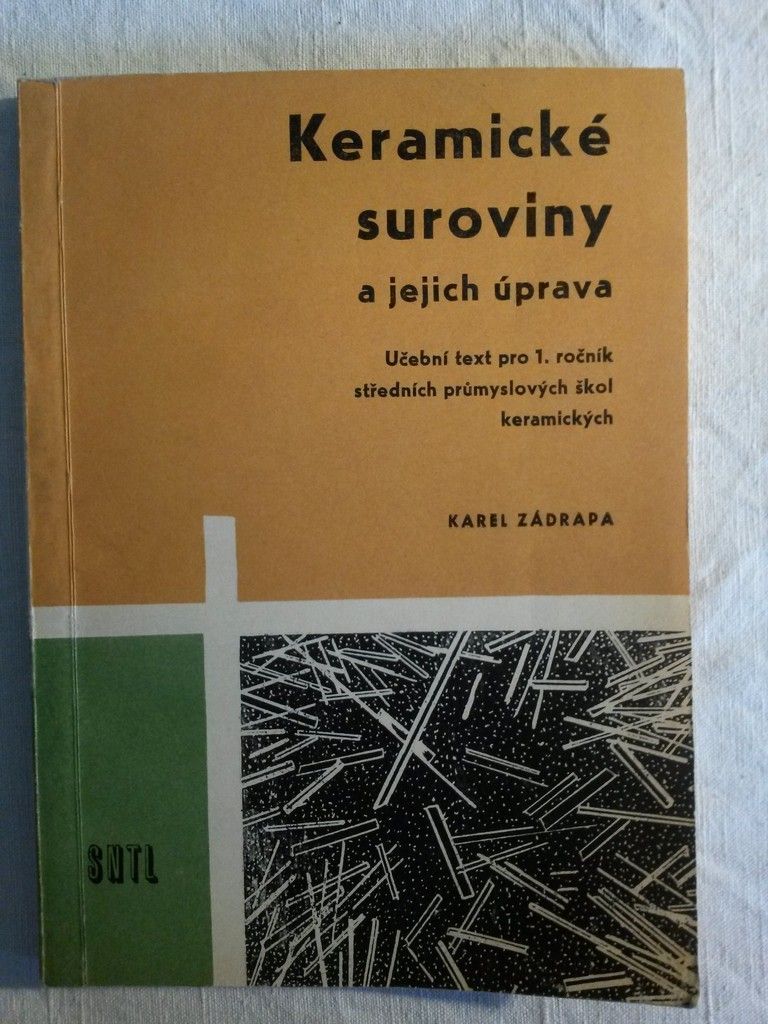 Keramické
suroviny
a jejich úprava
Učební text pro 1. ročník
středních průmyslových škol
keramických
KAREL ZÁDRAPA
SNTL